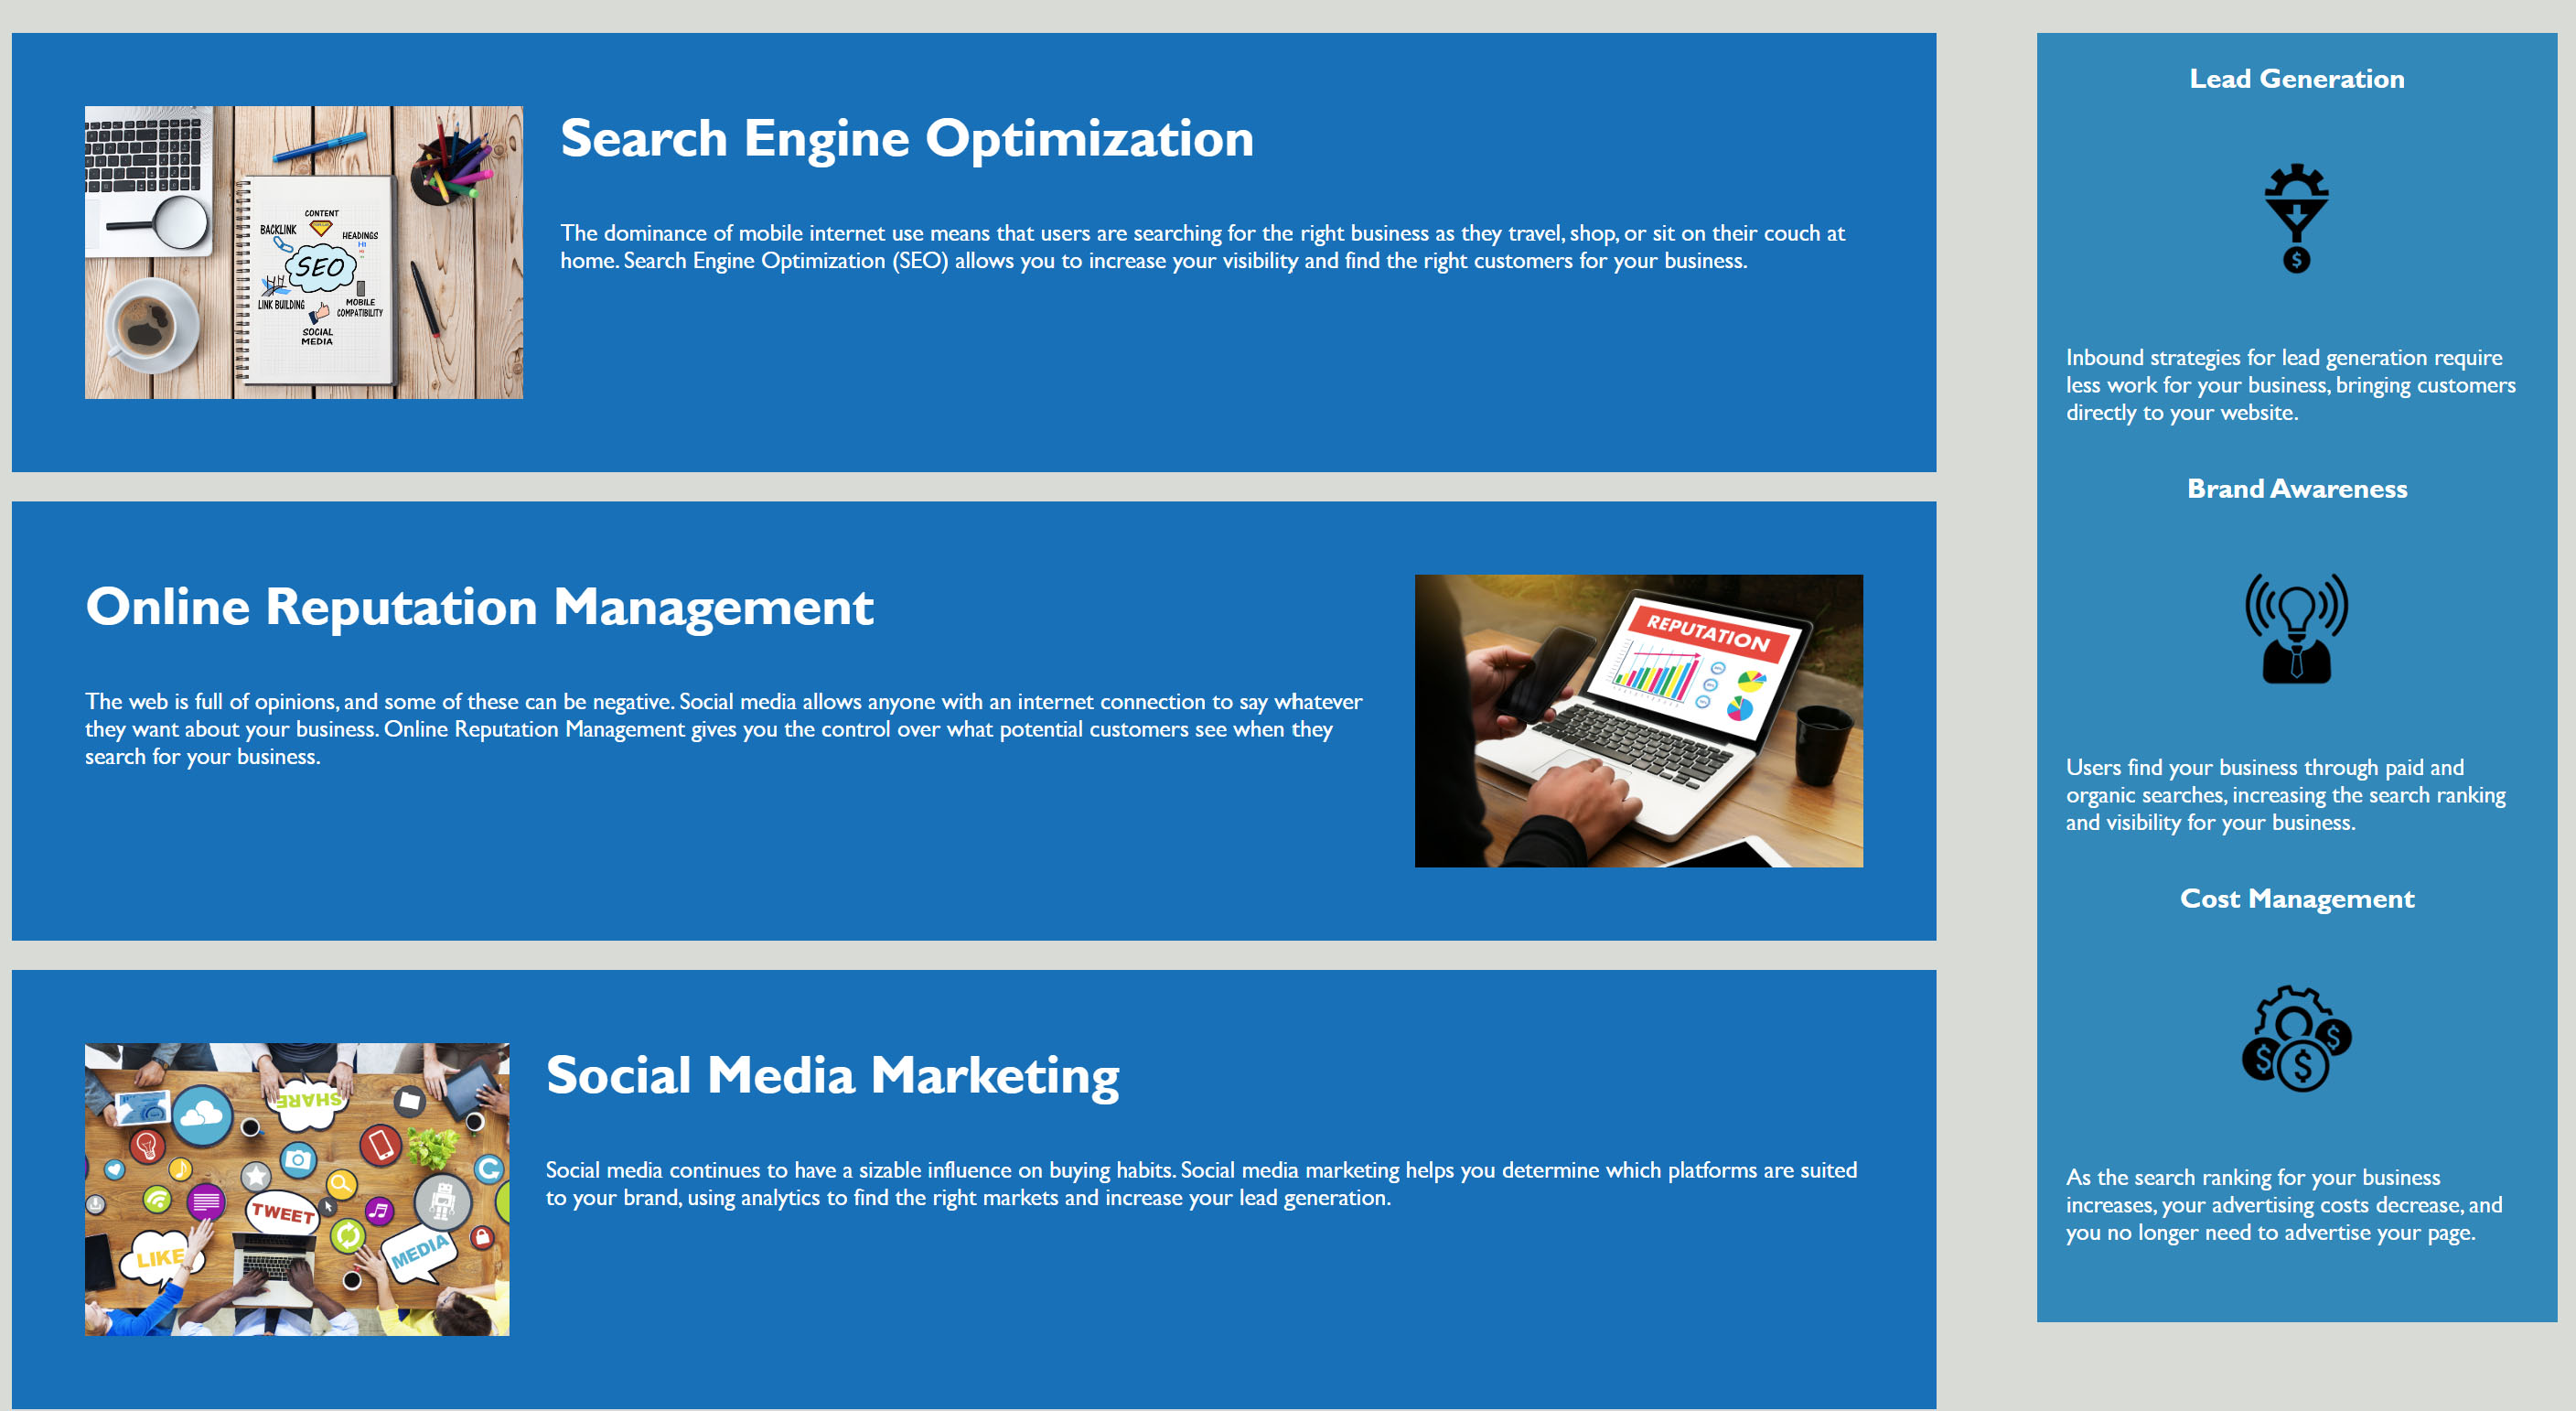 Search Engine Optimization
The dominance of mobile internet use means that users are searching for the right business as they travel, shop, or sit on their couch at
home. Search Engine Optimization (SEO) allows you to increase your visibility and find the right customers for your business.
CONTENT
BACKLINK
HEADINGS
H1
SEO
LINK BUILDING
MOBILE
COMPATIBILITY
SOCIAL
MEDIA
Online Reputation Management
The web is full of opinions, and some of these can be negative. Social media allows anyone with an internet connection to say whatever
they want about your business. Online Reputation Management gives you the control over what potential customers see when they
search for your business.
REPUTATION
Social Media Marketing
Social media continues to have a sizable influence on buying habits. Social media marketing helps you determine which platforms are suited
to your brand, using analytics to find the right markets and increase your lead generation.
SHARE
TWEET
LIKE
MEDIA
Lead Generation
$
Inbound strategies for lead generation require
less work for your business, bringing customers
directly to your website.
Brand Awareness
Users find your business through paid and
organic searches, increasing the search ranking
and visibility for your business.
Cost Management
$ $ $
As the search ranking for your business
increases, your advertising costs decrease, and
you no longer need to advertise your page.